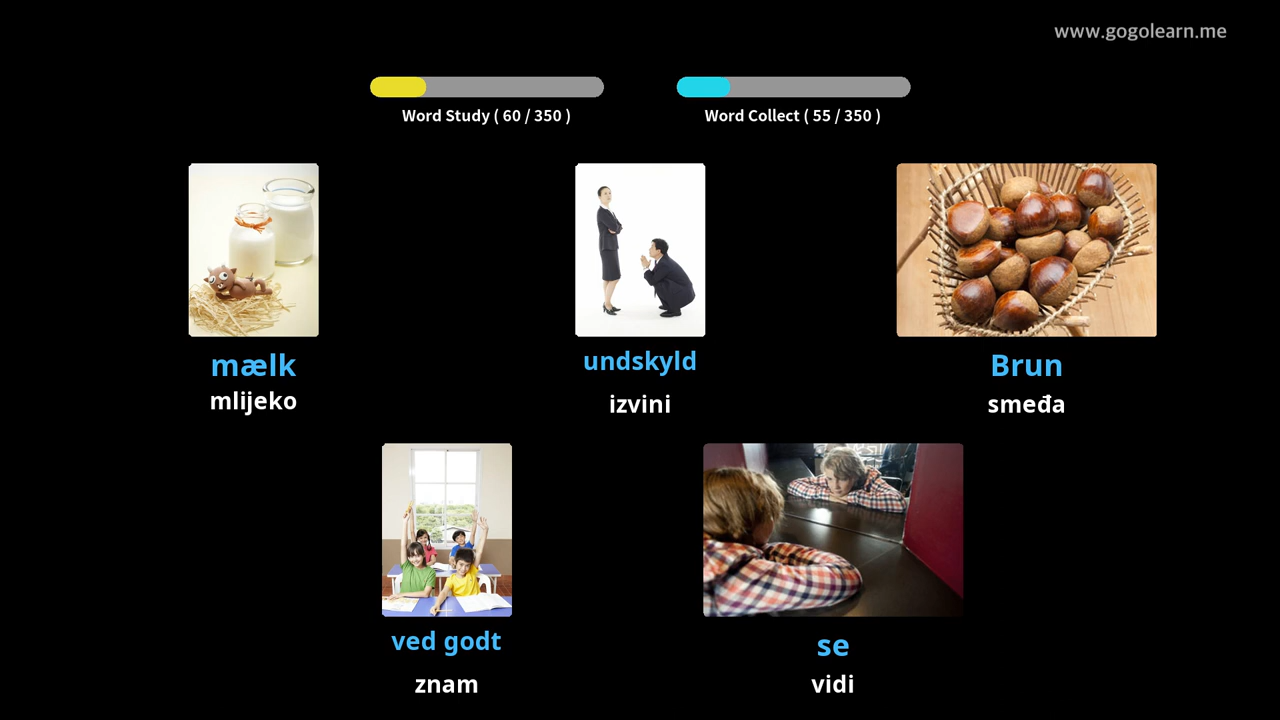 www.gogolearn.me
Word Study ( 60 / 350 )
Word Collect ( 55 / 350 )
mælk
mlijeko
undskyld
izvini
Brun
smeđa
ved godt
znam
se
vidi